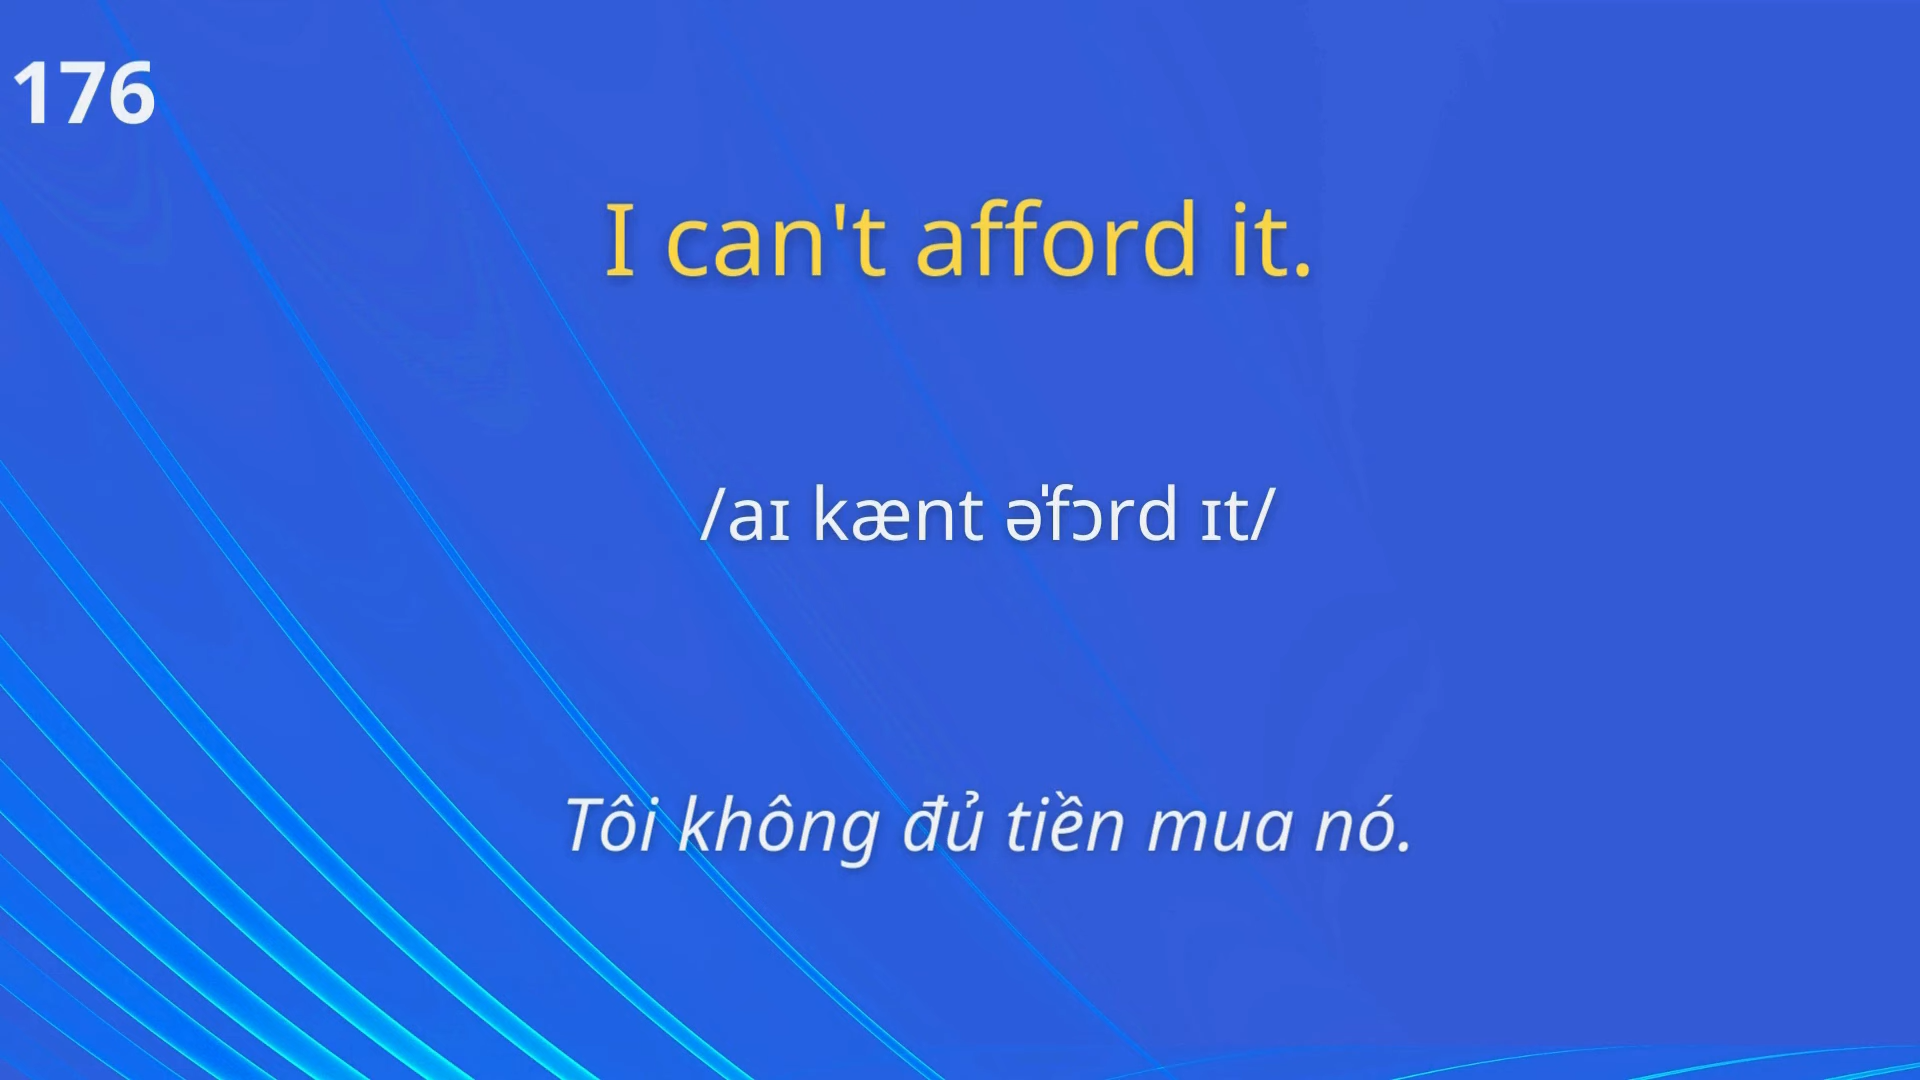 176
I can't afford it.
/aɪ kænt əˈfɔrd ɪt/
Tôi không đủ tiền mua nó.